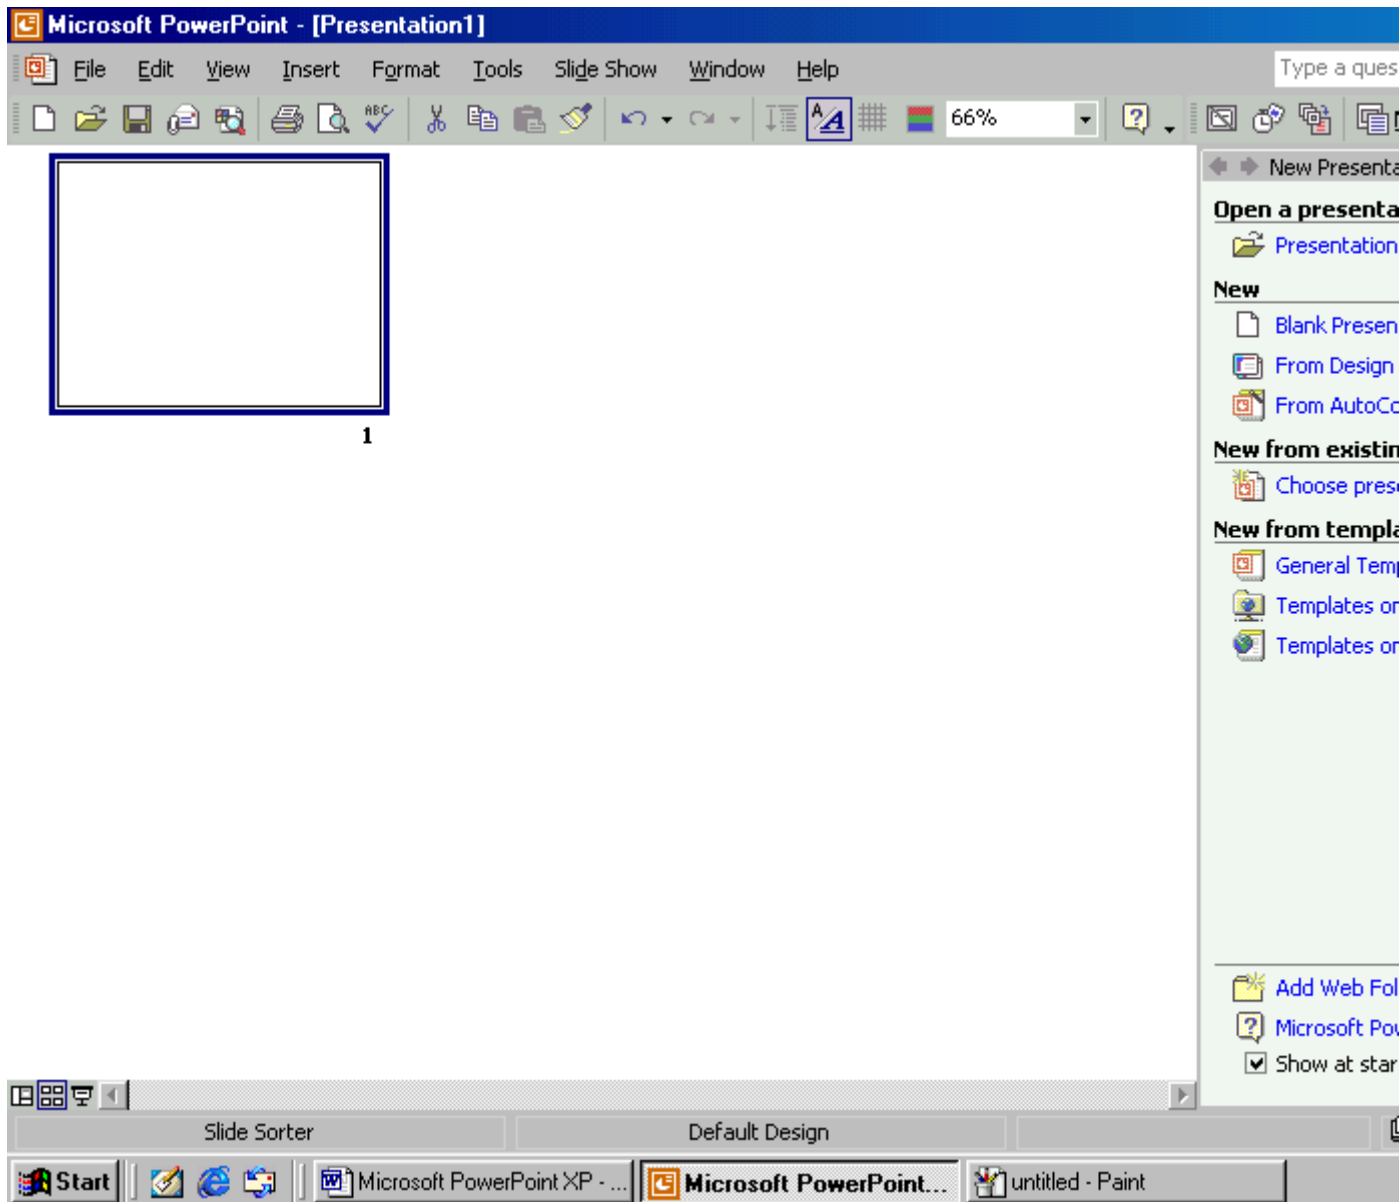 Microsoft PowerPoint - [Presentation1]
File Edit View Insert Format Tools Slide Show Window Help
Type a ques
ABC
66%
New Presenta
Open a presenta
Presentation
New
Blank Presen
From Design
From AutoCo
New from existin
Choose prese
New from templa
General Temp
Templates or
Templates or
1
Add Web Fol
Microsoft Pow
Show at star
Slide Sorter Default Design
Start Microsoft PowerPoint XP - ... Microsoft PowerPoint... untitled - Paint